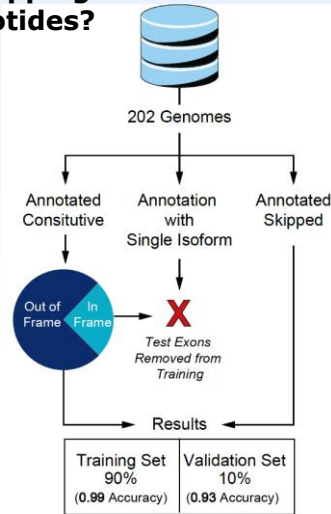 otides?
202 Genomes
Annotated
Consitutive
Annotation
with
Single Isoform
Annotated
Skipped
Out of
Frame
In
Frame
X
Test Exons
Removed from
Training
Results
Training Set
90%
(0.99 Accuracy)
Validation Set
10%
(0.93 Accuracy)